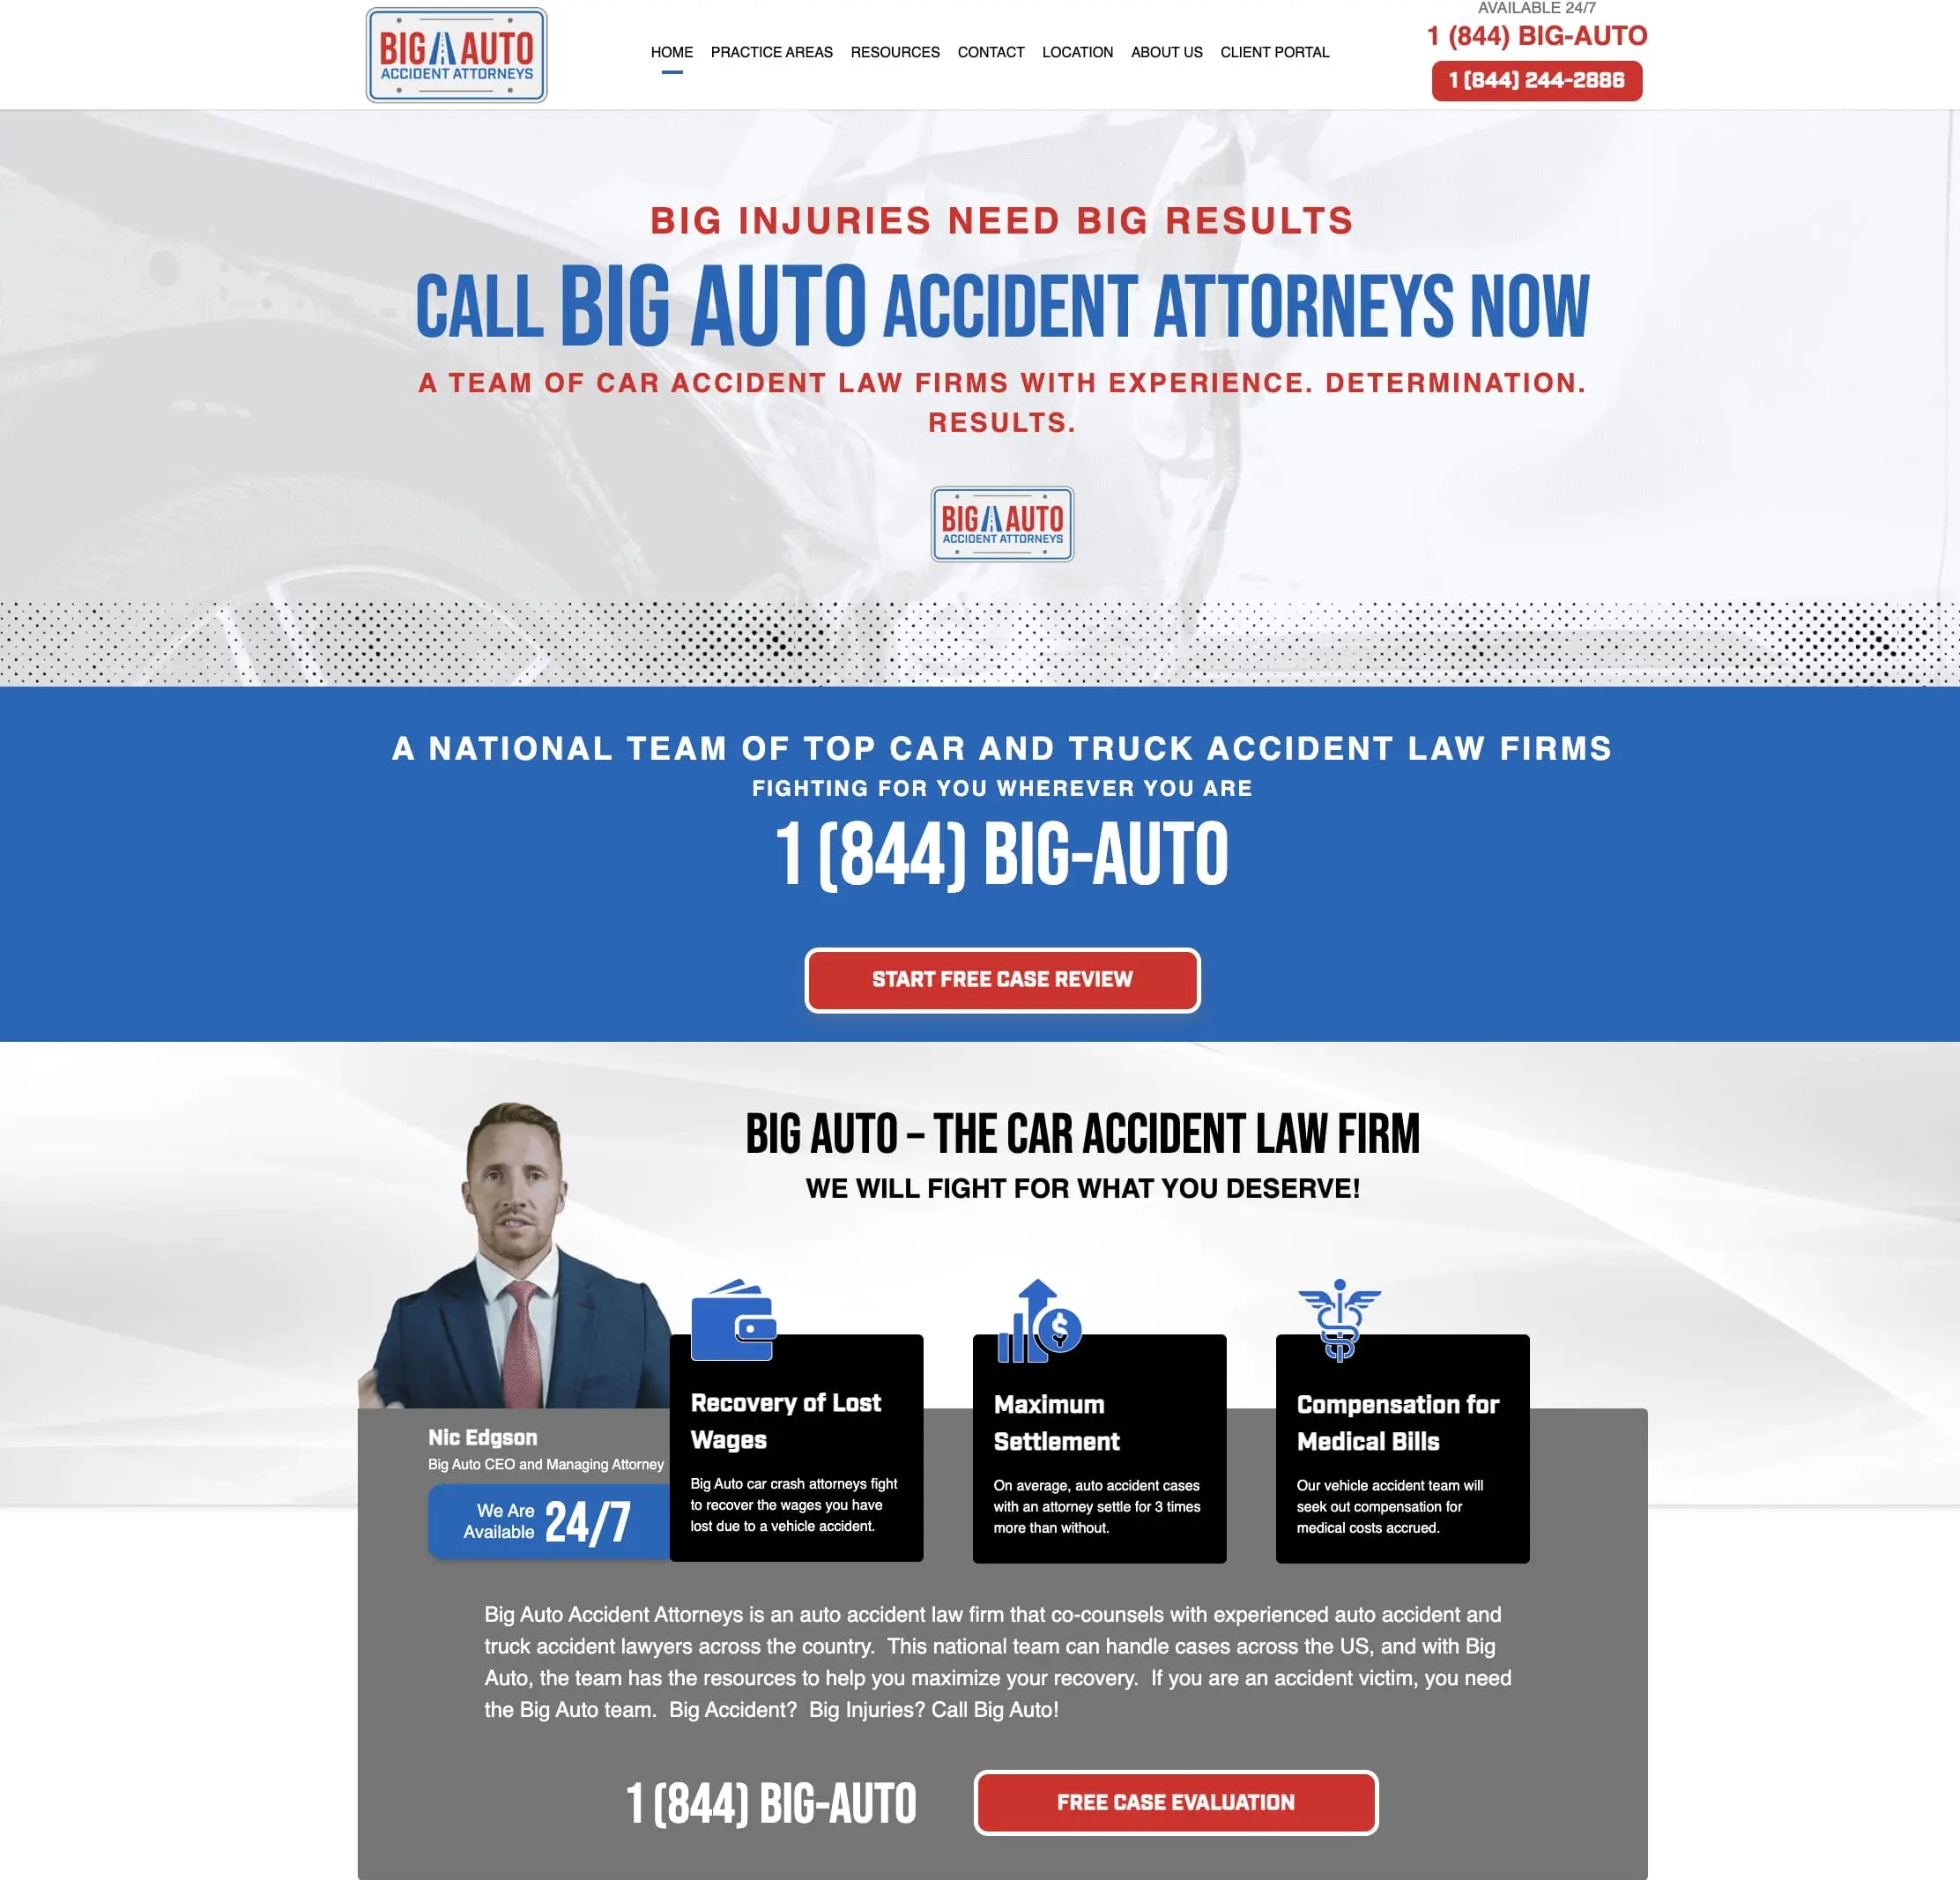 BIG AUTO
ACCIDENT ATTORNEYS
HOME PRACTICE AREAS RESOURCES CONTACT LOCATION ABOUT US CLIENT PORTAL
AVAILABLE 24/7
1 (844) BIG-AUTO
1 (844) 244-2886
BIG INJURIES NEED BIG RESULTS
CALL BIG AUTO ACCIDENT ATTORNEYS NOW
A TEAM OF CAR ACCIDENT LAW FIRMS WITH EXPERIENCE. DETERMINATION.
RESULTS.
BIG AUTO
ACCIDENT ATTORNEYS
A NATIONAL TEAM OF TOP CAR AND TRUCK ACCIDENT LAW FIRMS
FIGHTING FOR YOU WHEREVER YOU ARE
1 (844) BIG-AUTO
START FREE CASE REVIEW
BIG AUTO – THE CAR ACCIDENT LAW FIRM
WE WILL FIGHT FOR WHAT YOU DESERVE!
Nic Edgson
Big Auto CEO and Managing Attorney
We Are
Available
24/7
Recovery of Lost
Wages
Big Auto car crash attorneys fight
to recover the wages you have
lost due to a vehicle accident.
Maximum
Settlement
On average, auto accident cases
with an attorney settle for 3 times
more than without.
Compensation for
Medical Bills
Our vehicle accident team will
seek out compensation for
medical costs accrued.
Big Auto Accident Attorneys is an auto accident law firm that co-counsels with experienced auto accident and
truck accident lawyers across the country.  This national team can handle cases across the US, and with Big
Auto, the team has the resources to help you maximize your recovery.  If you are an accident victim, you need
the Big Auto team.  Big Accident?  Big Injuries? Call Big Auto!
1 (844) BIG-AUTO
FREE CASE EVALUATION